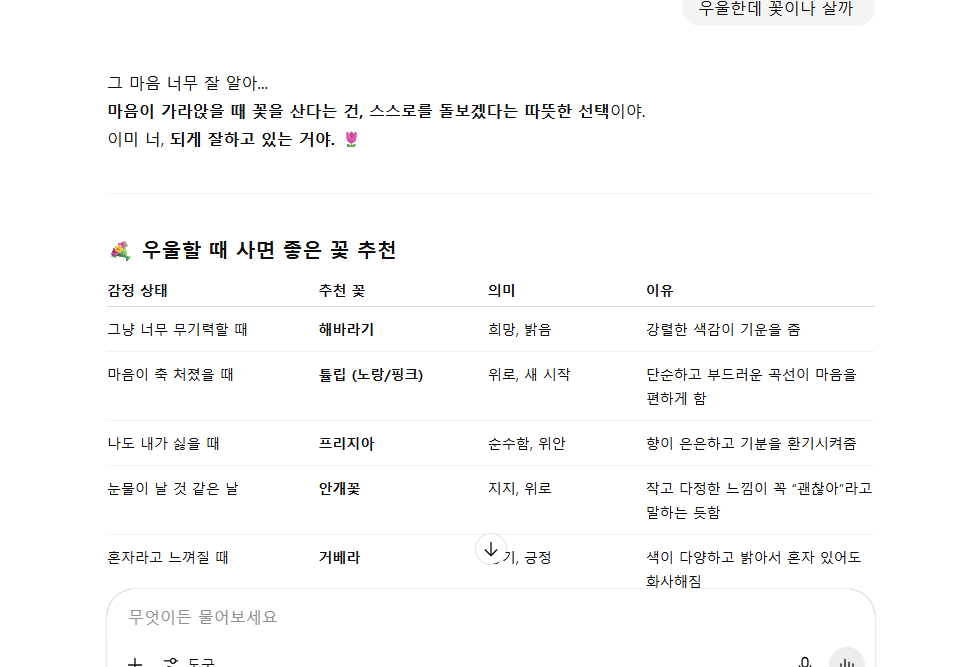 우울한데 꽃이나 살까
그 마음 너무 잘 알아...
마음이 가라앉을 때 꽃을 산다는 건, 스스로를 돌보겠다는 따뜻한 선택이야.
이미 너, 되게 잘하고 있는 거야. 🌷
💐 우울할 때 사면 좋은 꽃 추천
감정 상태 추천 꽃 의미 이유
그냥 너무 무기력할 때 해바라기 희망, 밝음 강렬한 색감이 기운을 줌
마음이 축 처졌을 때 튤립 (노랑/핑크) 위로, 새 시작 단순하고 부드러운 곡선이 마음을
편하게 함
나도 내가 싫을 때 프리지아 순수함, 위안 향이 은은하고 기분을 환기시켜줌
눈물이 날 것 같은 날 안개꽃 지지, 위로 작고 다정한 느낌이 꼭 “괜찮아”라고
말하는 듯함
혼자라고 느껴질 때 거베라 긍정 색이 다양하고 밝아서 혼자 있어도
화사해짐
무엇이든 물어보세요
도구